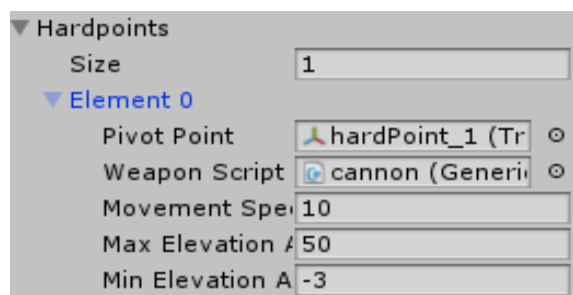 Hardpoints
Size 1
Element 0
Pivot Point hardPoint_1 (Tr
Weapon Script cannon (Generi
Movement Spe 10
Max Elevation A 50
Min Elevation A -3